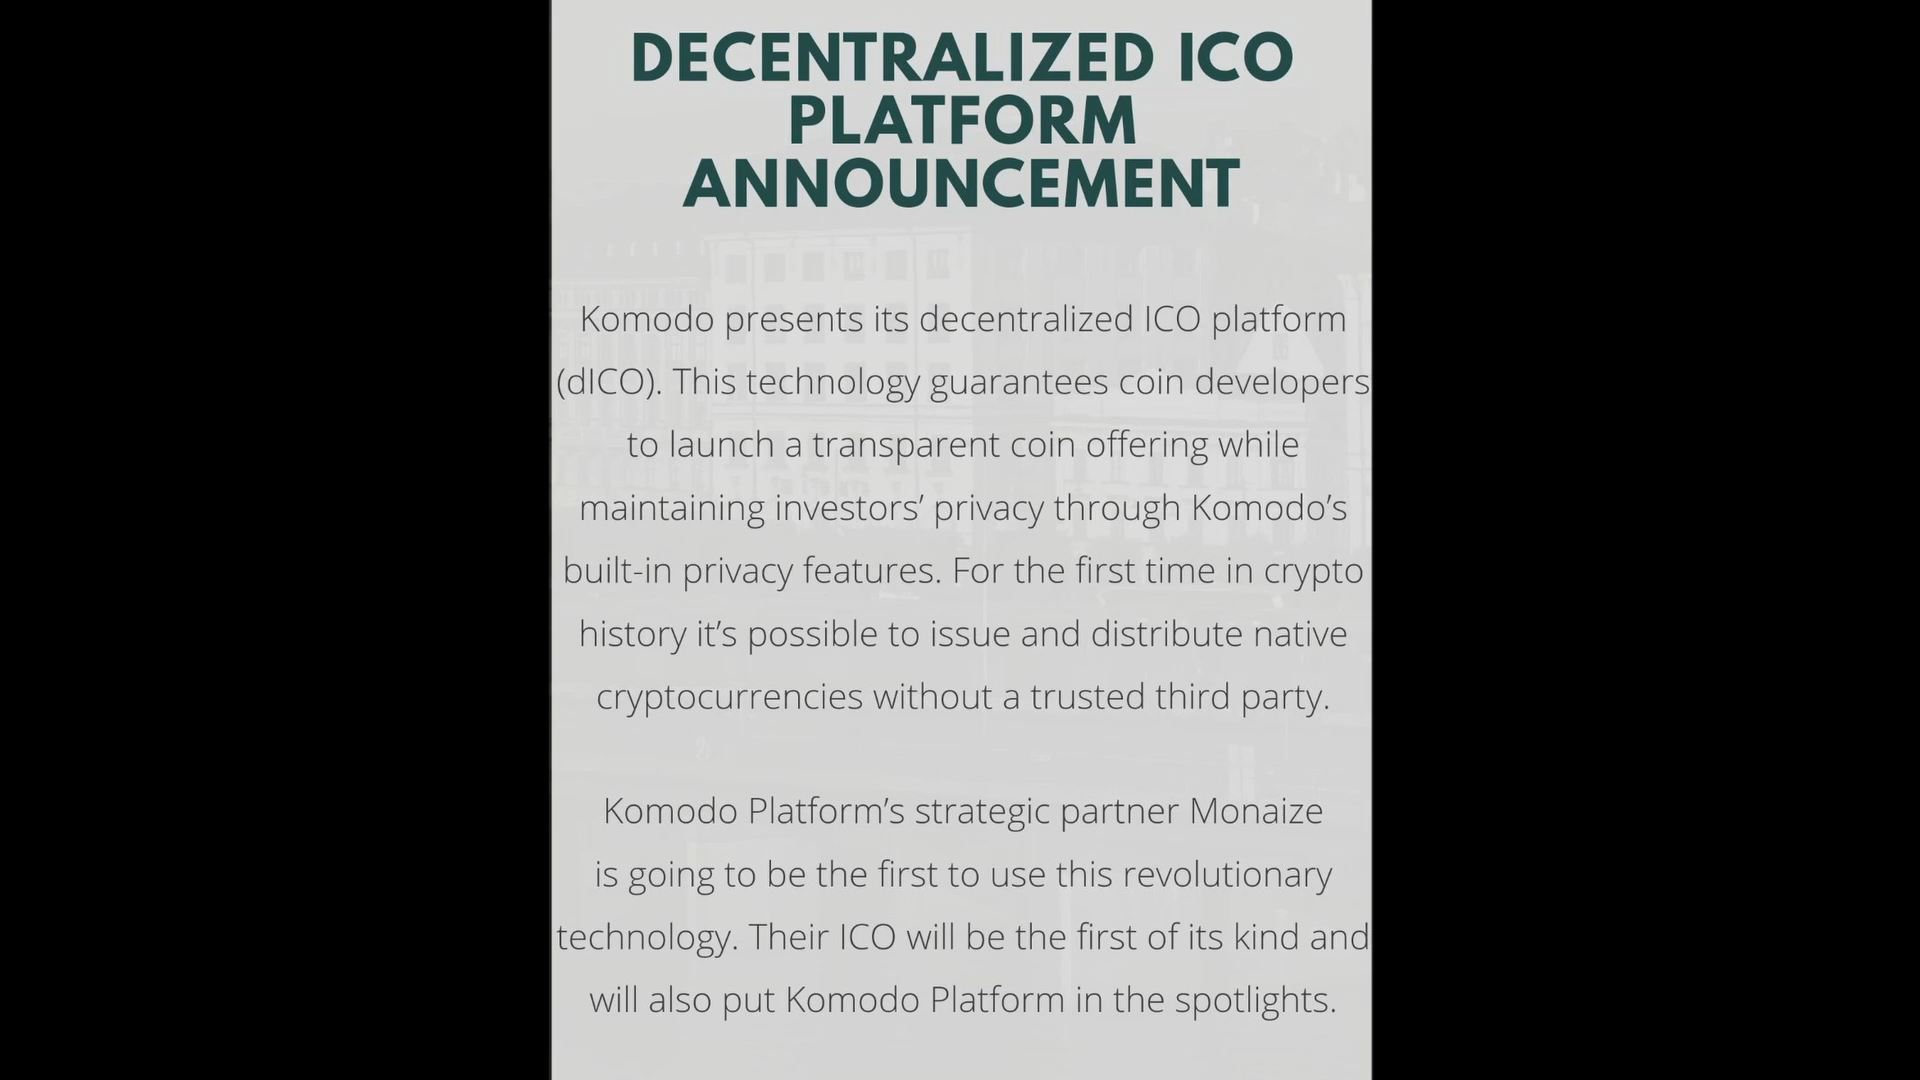 DECENTRALIZED ICO
PLATFORM
ANNOUNCEMENT
Komodo presents its decentralized ICO platform
(dICO). This technology guarantees coin developers
to launch a transparent coin offering while
maintaining investors’ privacy through Komodo’s
built-in privacy features. For the first time in crypto
history it’s possible to issue and distribute native
cryptocurrencies without a trusted third party.
Komodo Platform’s strategic partner Monaize
is going to be the first to use this revolutionary
technology. Their ICO will be the first of its kind and
will also put Komodo Platform in the spotlights.